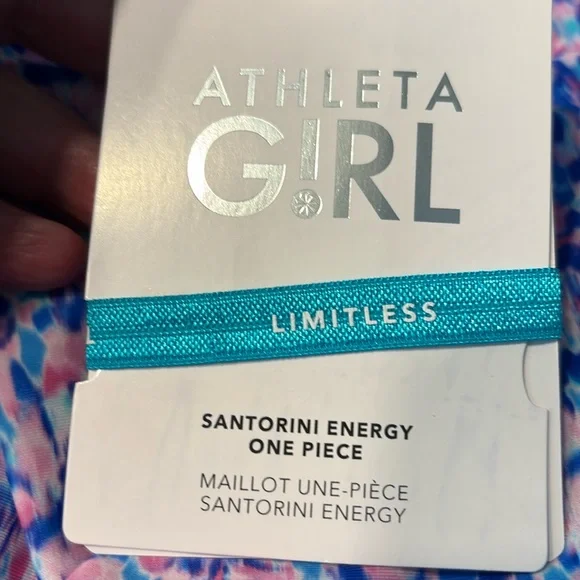 ATHLETA
G!RL
LIMITLESS
SANTORINI ENERGY
ONE PIECE
MAILLOT UNE-PIÈCE
SANTORINI ENERGY